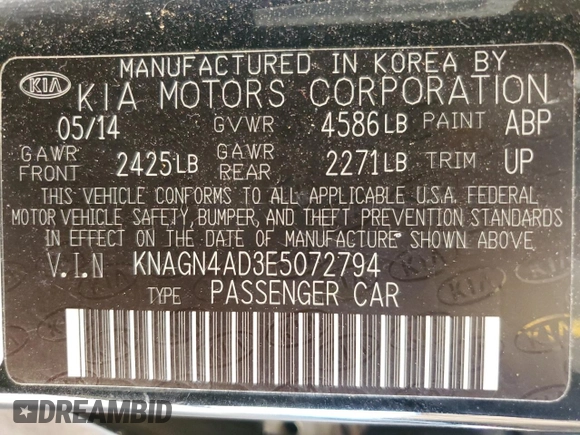 MANUFACTURED IN KOREA BY
KIA KIA MOTORS CORPORATION
05/14 GVWR 4586LB PAINT ABP
GAWR FRONT 2425LB GAWR REAR 2271LB TRIM UP
THIS VEHICLE CONFORMS TO ALL APPLICABLE U.S.A. FEDERAL
MOTOR VEHICLE SAFETY, BUMPER, AND THEFT PREVENTION STANDARDS
IN EFFECT ON THE DATE OF MANUFACTURE SHOWN ABOVE.
V.I.N KNAGN4AD3E5072794
TYPE PASSENGER CAR
DREAMBID